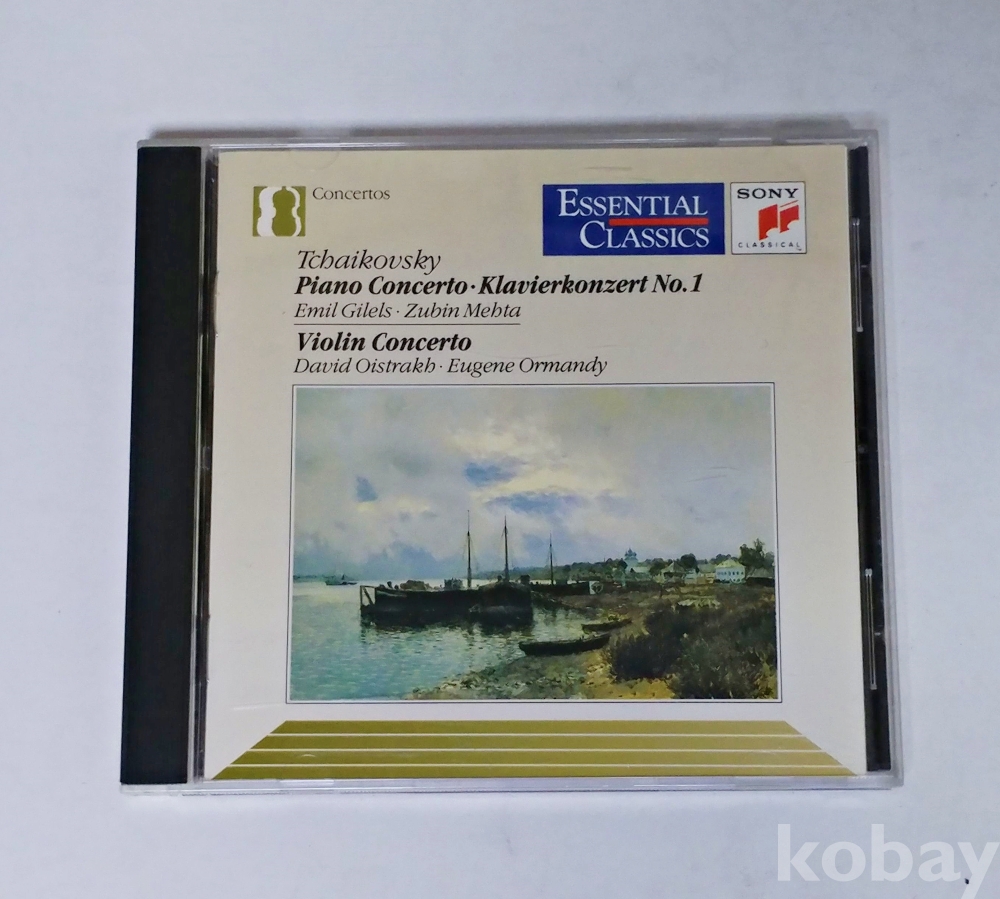 Concertos
ESSENTIAL
CLASSICS
SONY
CLASSICAL
Tchaikovsky
Piano Concerto·Klavierkonzert No.1
Emil Gilels · Zubin Mehta
Violin Concerto
David Oistrakh · Eugene Ormandy
kobay